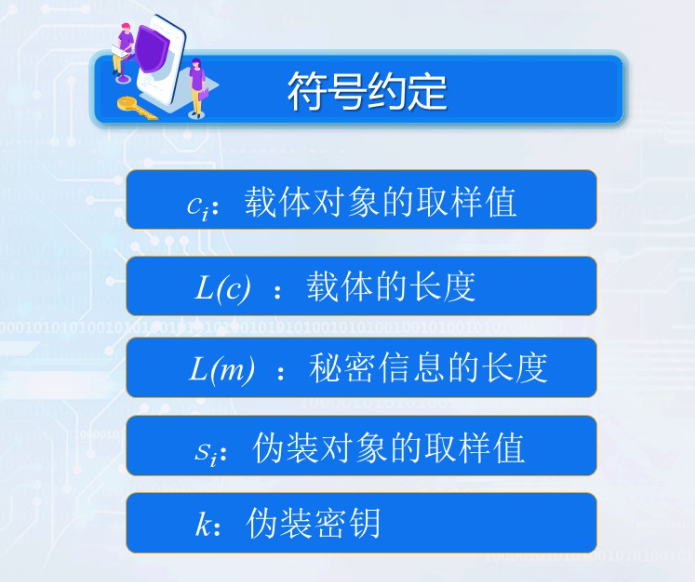 符号约定
cᵢ：载体对象的取样值
L(c) ：载体的长度
L(m) ：秘密信息的长度
sᵢ：伪装对象的取样值
k：伪装密钥